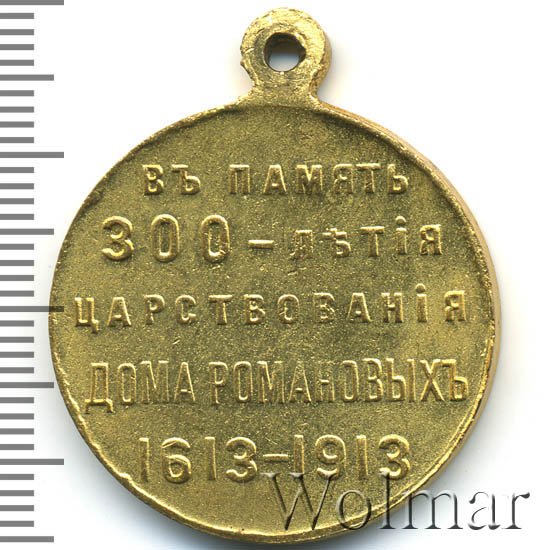 ВЪ ПАМЯТЬ
300-лѣтія
ЦАРСТВОВАНІЯ
ДОМА РОМАНОВЫХЪ
1613-1913
Wolmar